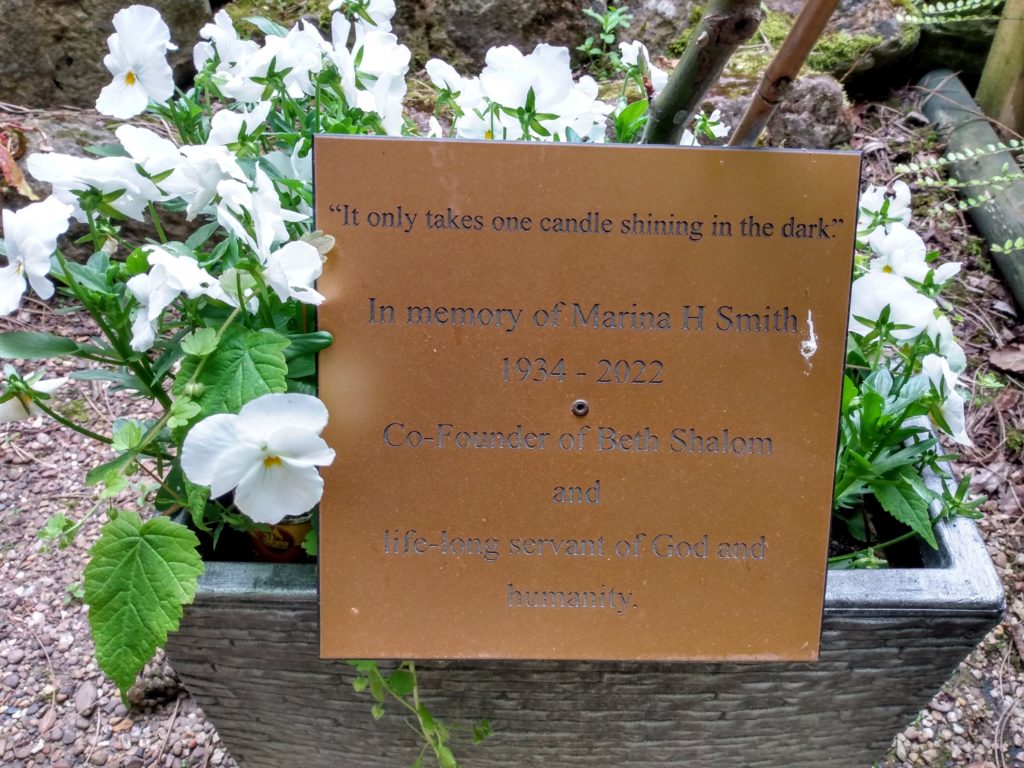 “It only takes one candle shining in the dark.”
In memory of Marina H Smith
1934 - 2022
Co-Founder of Beth Shalom
and
life-long servant of God and
humanity.